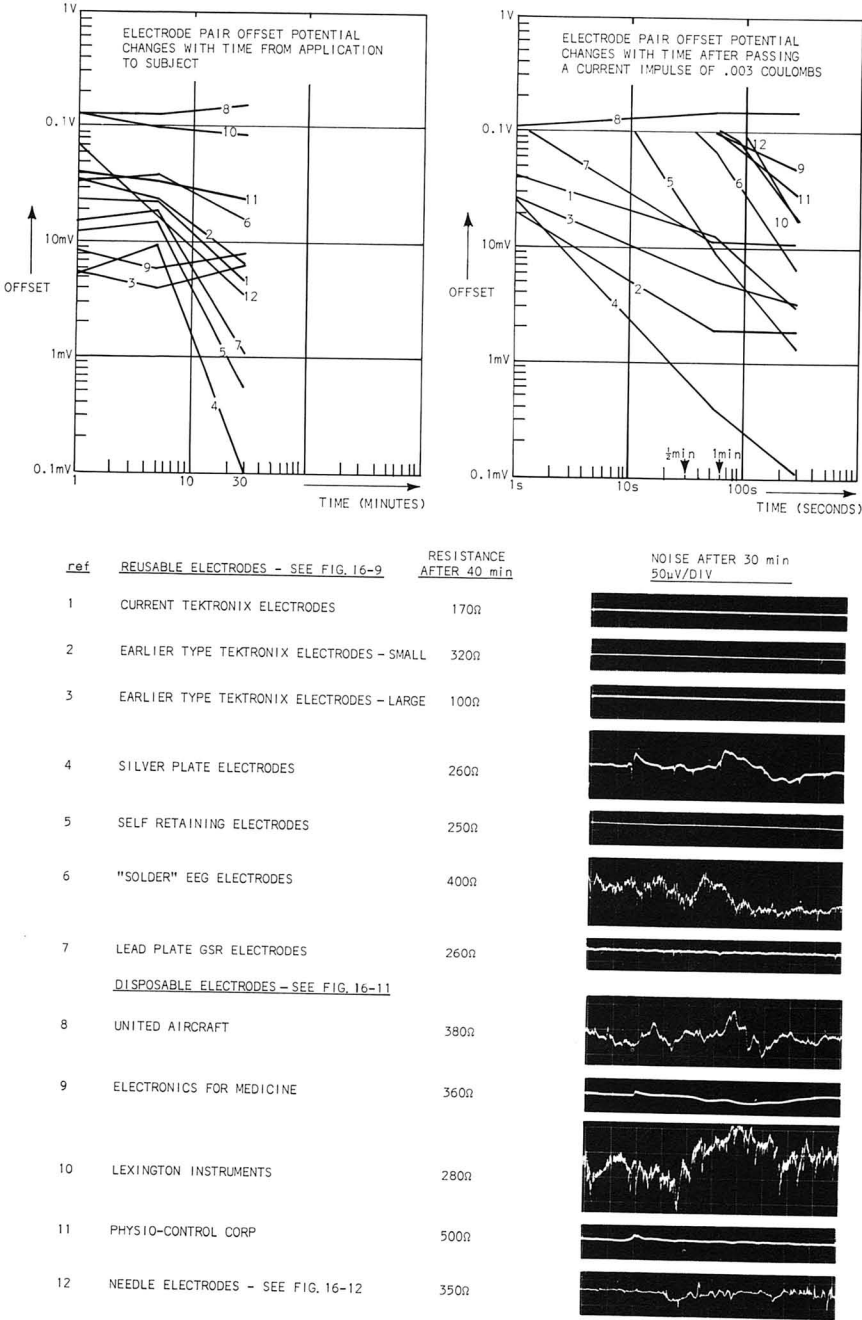 1V
ELECTRODE PAIR OFFSET POTENTIAL
CHANGES WITH TIME FROM APPLICATION
TO SUBJECT
0.1V
10mV
1mV
0.1mV
OFFSET
8
10
11
6
2
9
3
1
12
7
5
4
1
10
30
TIME (MINUTES)
1V
ELECTRODE PAIR OFFSET POTENTIAL
CHANGES WITH TIME AFTER PASSING
A CURRENT IMPULSE OF .003 COULOMBS
0.1V
10mV
1mV
0.1mV
OFFSET
8
7
1
3
2
4
5
6
12
9
11
10
½min
1min
1s
10s
100s
TIME (SECONDS)
ref REUSABLE ELECTRODES - SEE FIG. 16-9 RESISTANCE AFTER 40 min NOISE AFTER 30 min 50µV/DIV
1 CURRENT TEKTRONIX ELECTRODES 170Ω
2 EARLIER TYPE TEKTRONIX ELECTRODES - SMALL 320Ω
3 EARLIER TYPE TEKTRONIX ELECTRODES - LARGE 100Ω
4 SILVER PLATE ELECTRODES 260Ω
5 SELF RETAINING ELECTRODES 250Ω
6 "SOLDER" EEG ELECTRODES 400Ω
7 LEAD PLATE GSR ELECTRODES 260Ω
DISPOSABLE ELECTRODES - SEE FIG. 16-11
8 UNITED AIRCRAFT 380Ω
9 ELECTRONICS FOR MEDICINE 360Ω
10 LEXINGTON INSTRUMENTS 280Ω
11 PHYSIO-CONTROL CORP 500Ω
12 NEEDLE ELECTRODES - SEE FIG. 16-12 350Ω